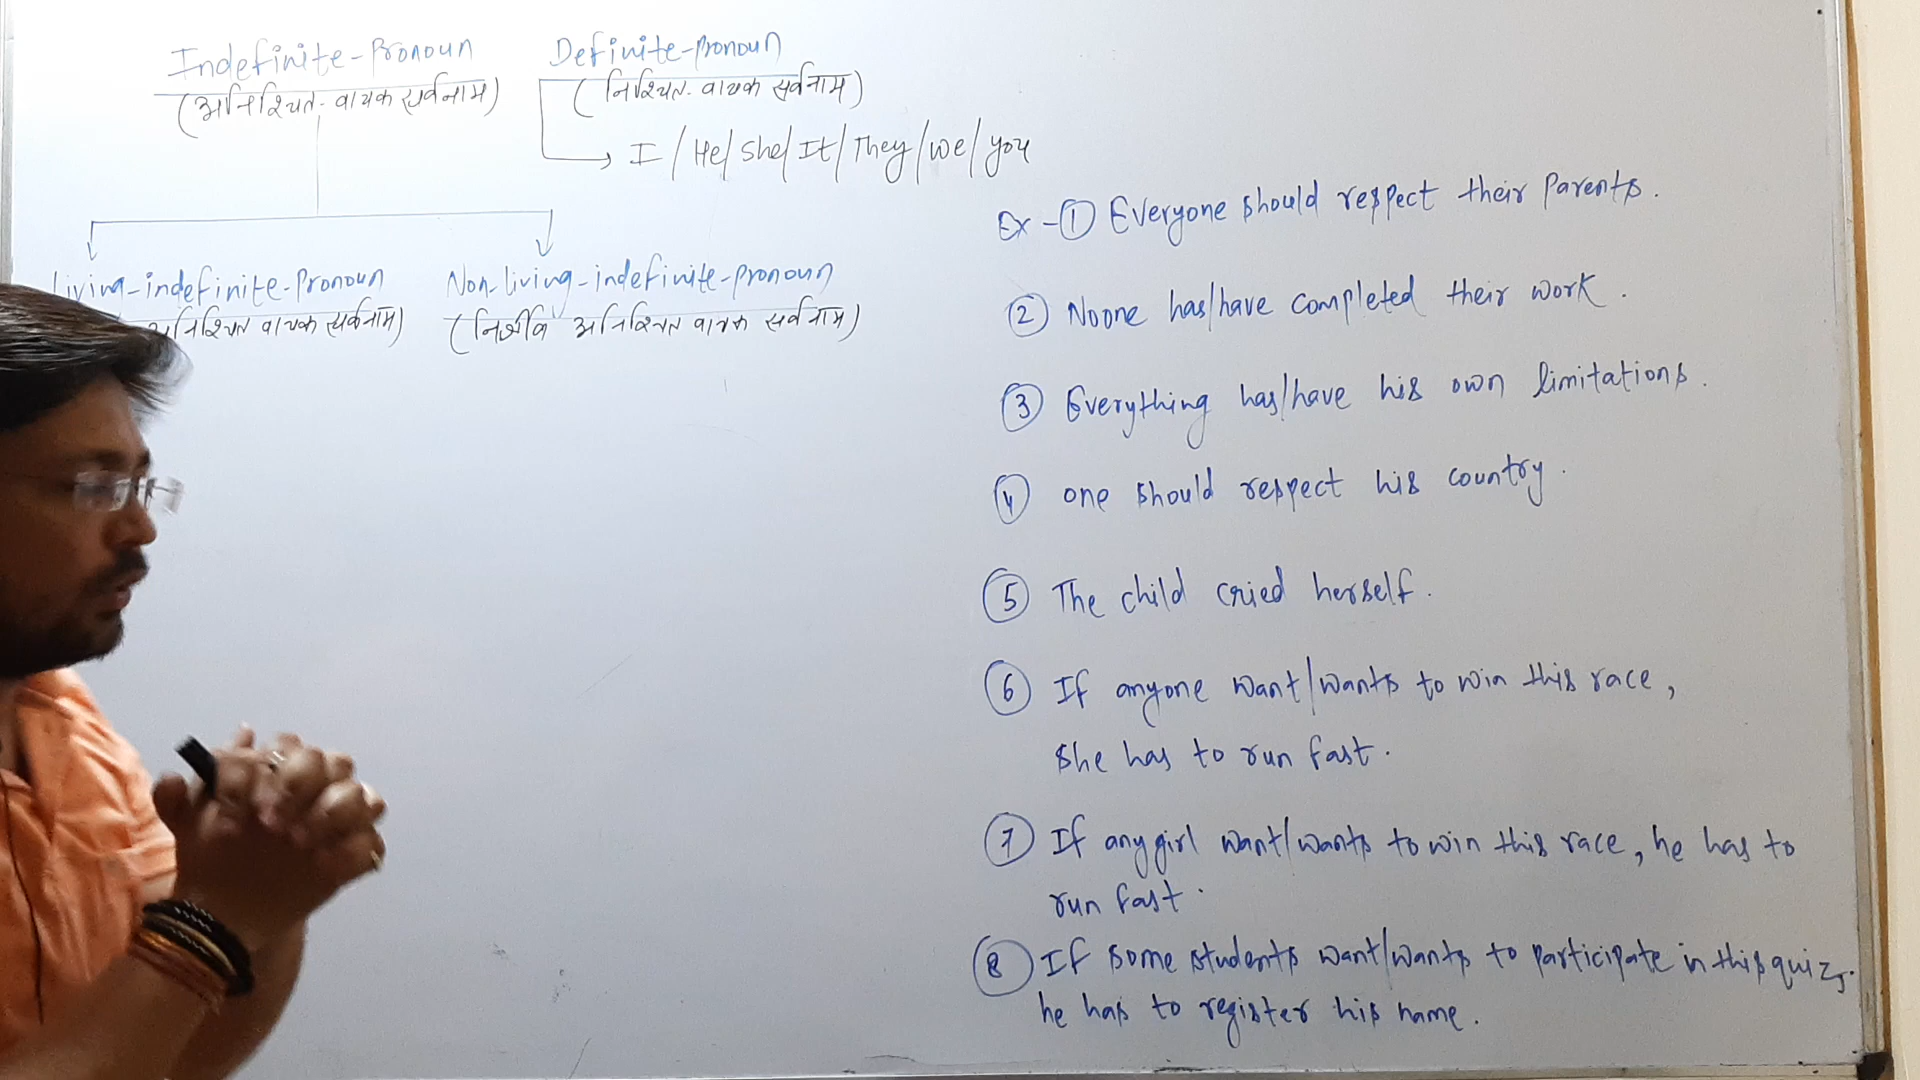 Indefinite-Pronoun
(अनिश्चित-वाचक सर्वनाम)
Definite-Pronoun
(निश्चित-वाचक सर्वनाम)
I/He/She/It/They/we/you
Living-indefinite-Pronoun
अनिश्चित वाचक सर्वनाम)
Non-living-indefinite-pronoun
(निर्जीव अनिश्चित वाचक सर्वनाम)
Ex-① Everyone should respect their Parents.
② Noone has/have completed their work.
③ Everything has/have his own limitations.
④ one should respect his country.
⑤ The child cried herself.
⑥ If anyone want/wants to win this race,
She has to run fast.
⑦ If any girl want/wants to win this race, he has to
run fast.
⑧ If some students want/wants to participate in this quiz,
he has to register his name.